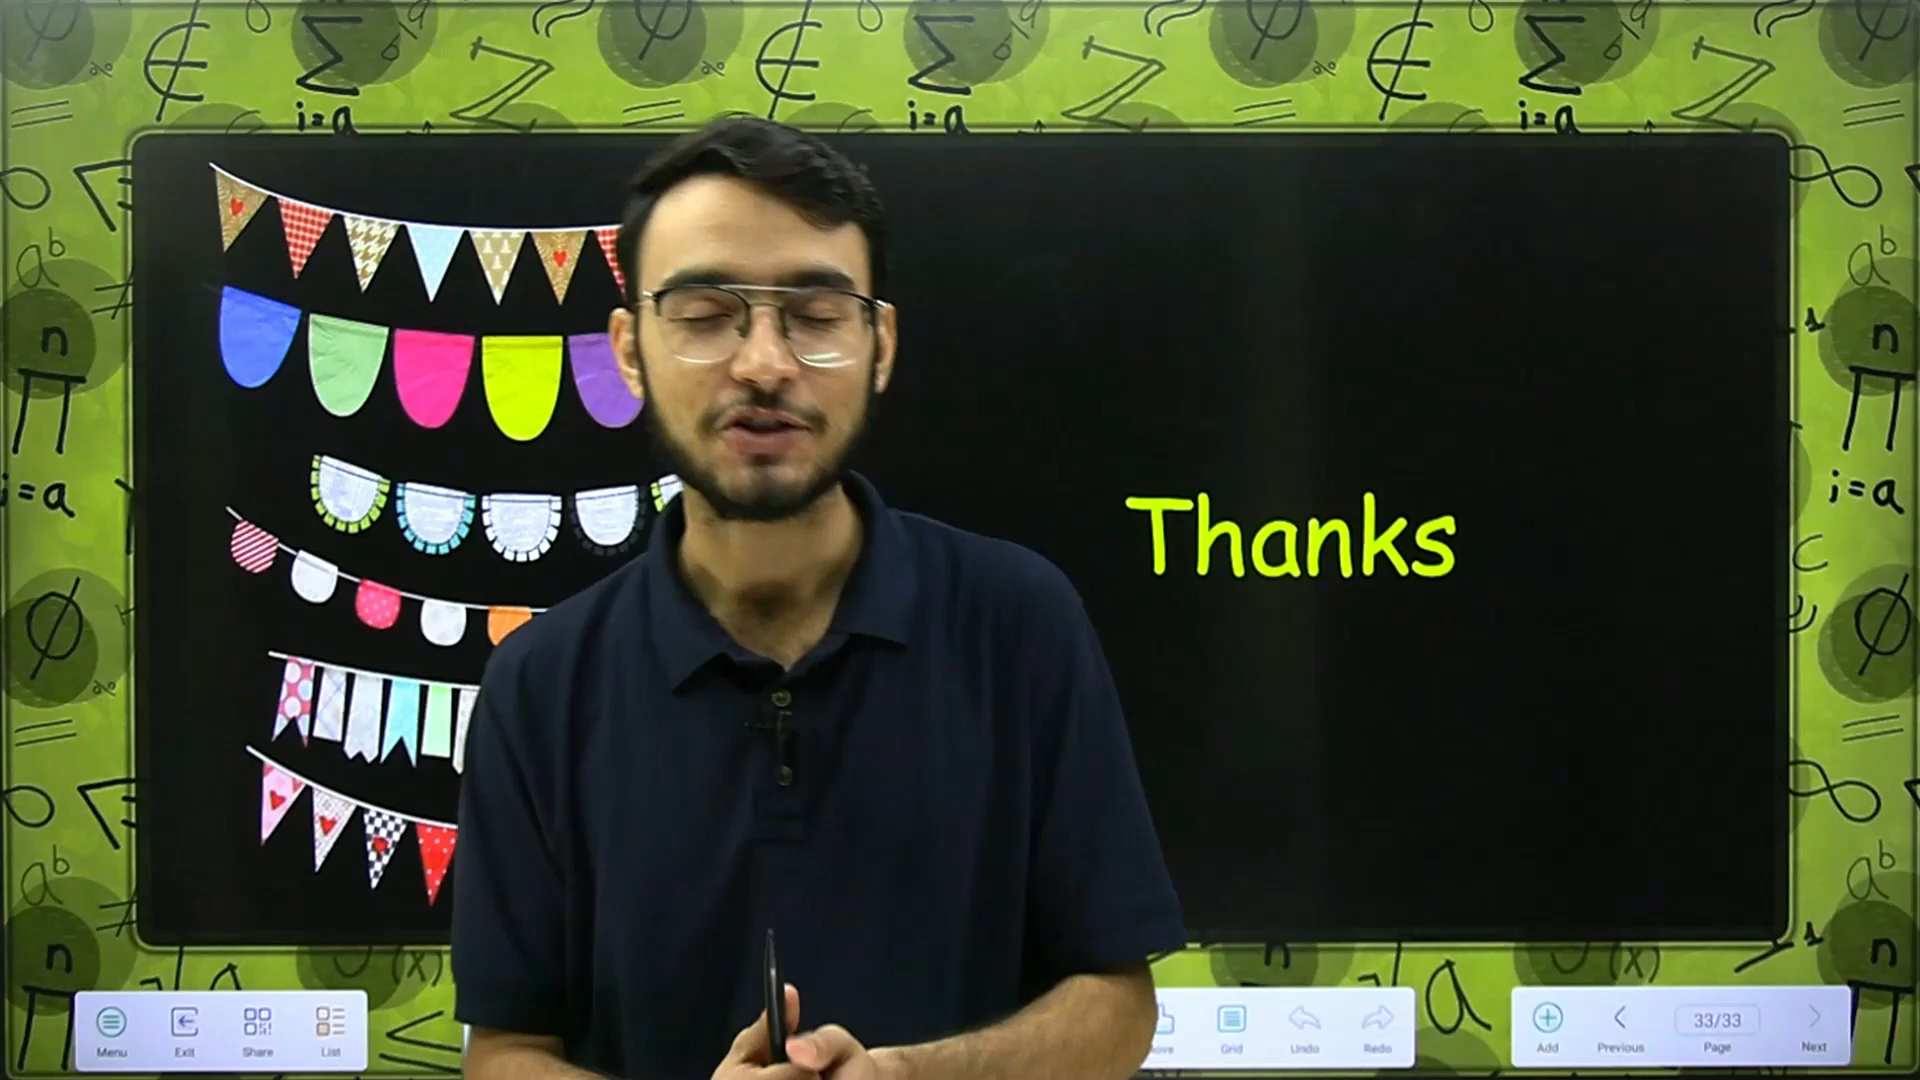 Thanks
Menu
Exit
Share
List
Grid
Undo
Redo
Add
Previous
33/33
Page
Next